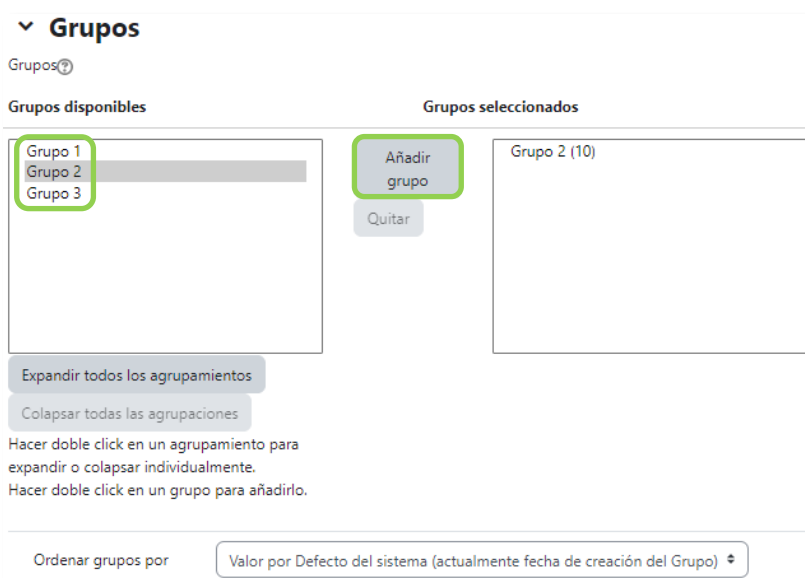 Grupos
Grupos?
Grupos disponibles
Grupos seleccionados
Grupo 1
Grupo 2
Grupo 3
Añadir
grupo
Quitar
Grupo 2 (10)
Expandir todos los agrupamientos
Colapsar todas las agrupaciones
Hacer doble click en un agrupamiento para
expandir o colapsar individualmente.
Hacer doble click en un grupo para añadirlo.
Ordenar grupos por
Valor por Defecto del sistema (actualmente fecha de creación del Grupo)